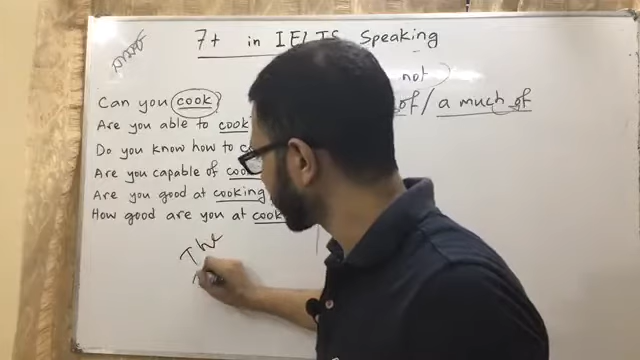 7+ in IELTS Speaking
not)
of/ a much of
Can you cook
Are you able to cook
Do you know how to
Are you capable of
Are you good at cooking
How good are you at cook
The